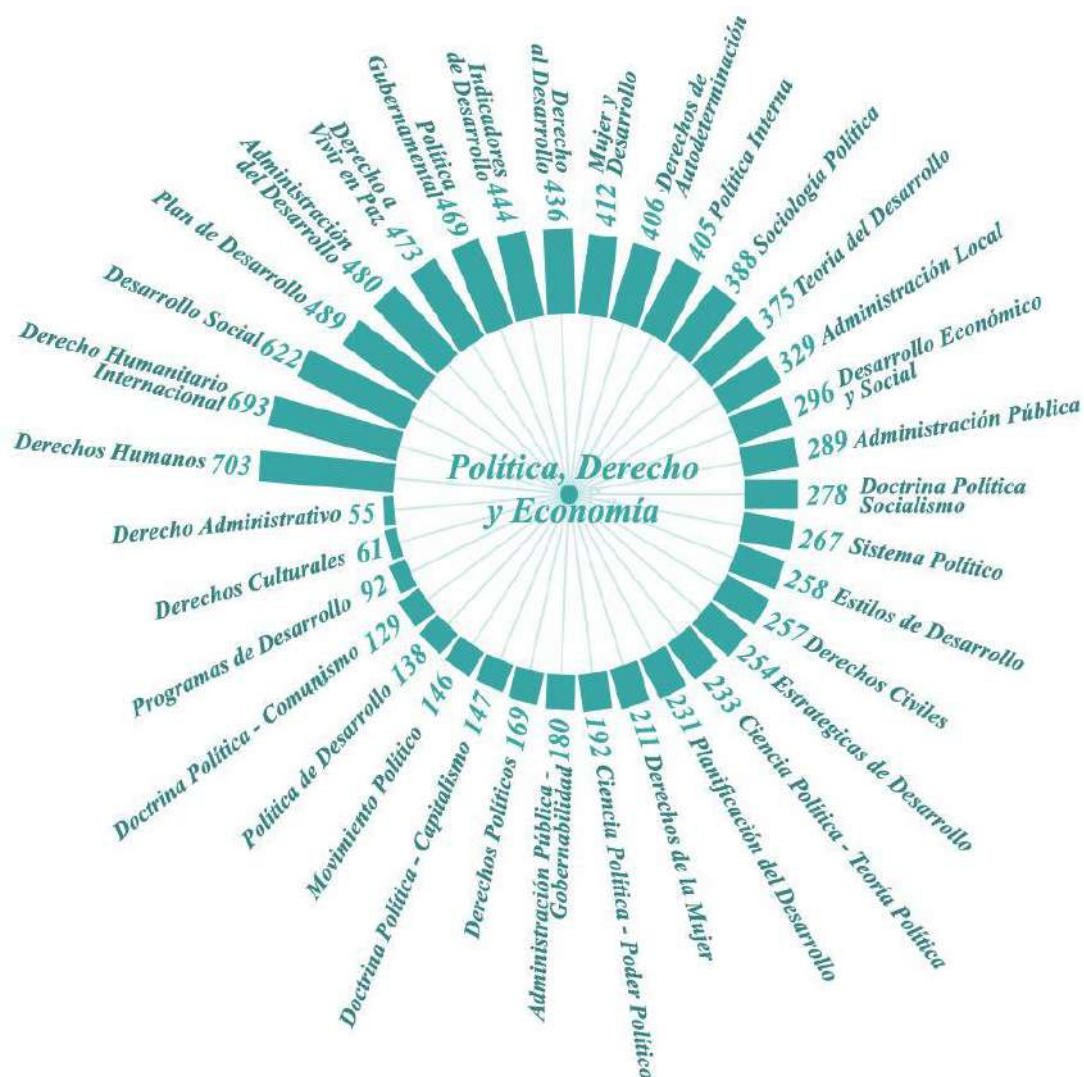 Política, Derecho
y Economía
Derechos Humanos 703
Derecho Humanitario
Internacional 693
Desarrollo Social 622
Plan de Desarrollo 489
Administración
del Desarrollo 480
Derecho a
Vivir en Paz 473
Política
Gubernamental 469
Indicadores
de Desarrollo 444
Derecho
al Desarrollo 436
412 Mujer y
Desarrollo
406 Derechos de
Autodeterminación
405 Política Interna
388 Sociología Política
375 Teoría del Desarrollo
329 Administración Local
296 Desarrollo Económico
y Social
289 Administración Pública
278 Doctrina Política
Socialismo
267 Sistema Político
258 Estilos de Desarrollo
257 Derechos Civiles
254 Estrategicas de Desarrollo
233 Ciencia Política - Teoría Política
231 Planificación del Desarrollo
211 Derechos de la Mujer
192 Ciencia Política - Poder Político
Administración Pública -
Gobernabilidad 180
Derechos Políticos 169
Doctrina Política - Capitalismo 147
Movimiento Político 146
Política de Desarrollo 138
Doctrina Política - Comunismo 129
Programas de Desarrollo 92
Derechos Culturales 61
Derecho Administrativo 55